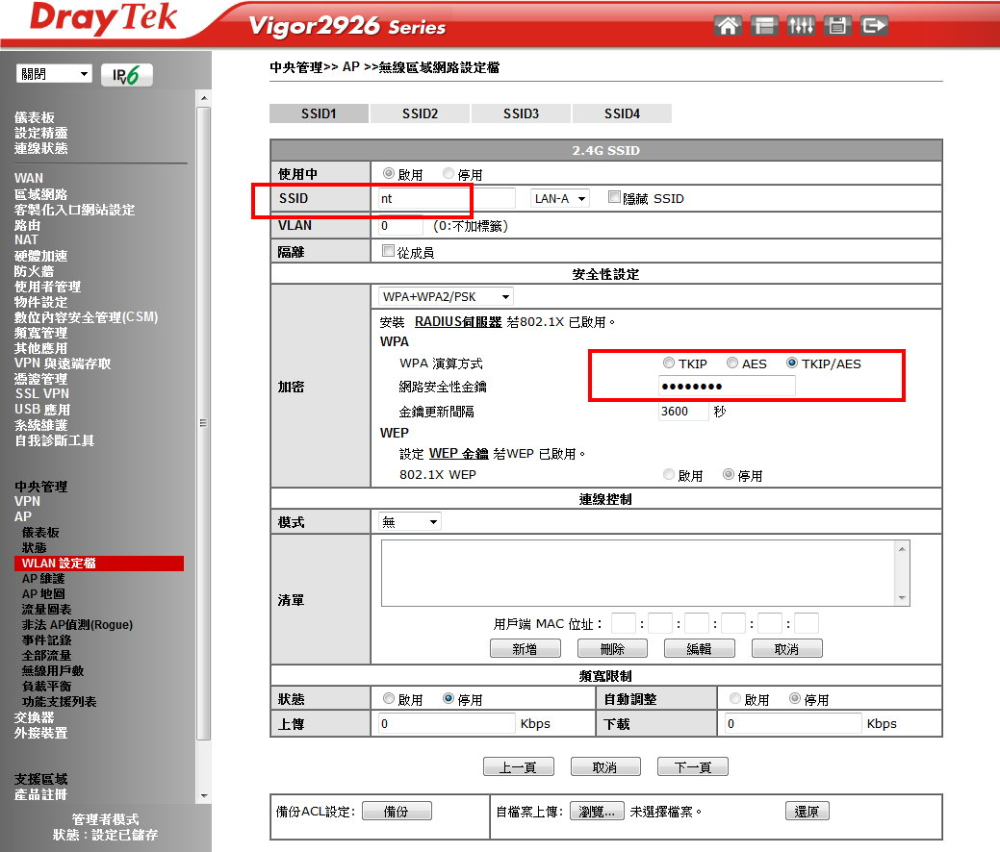 DrayTek
Vigor2926 Series
關閉
IPv6
儀表板
設定精靈
連線狀態
WAN
區域網路
客製化入口網站設定
路由
NAT
硬體加速
防火牆
使用者管理
物件設定
數位內容安全管理(CSM)
頻寬管理
其他應用
VPN 與遠端存取
憑證管理
SSL VPN
USB 應用
系統維護
自我診斷工具
中央管理
VPN
AP
儀表板
狀態
WLAN 設定檔
AP 維護
AP 地圖
流量圖表
非法 AP偵測(Rogue)
事件記錄
全部流量
無線用戶數
負載平衡
功能支援列表
交換器
外接裝置
支援區域
產品註冊
管理者模式
狀態：設定已儲存
中央管理>> AP >>無線區域網路設定檔
SSID1 SSID2 SSID3 SSID4
2.4G SSID
使用中 啟用 停用
SSID nt LAN-A 隱藏 SSID
VLAN 0 (0:不加標籤)
隔離 從成員
安全性設定
加密
WPA+WPA2/PSK
安裝 RADIUS伺服器 若802.1X 已啟用。
WPA
WPA 演算方式 TKIP AES TKIP/AES
網路安全性金鑰 ●●●●●●●●
金鑰更新間隔 3600 秒
WEP
設定 WEP 金鑰 若WEP 已啟用。
802.1X WEP 啟用 停用
連線控制
模式 無
清單
用戶端 MAC 位址： : : : : :
新增 刪除 編輯 取消
頻寬限制
狀態 啟用 停用 自動調整 啟用 停用
上傳 0 Kbps 下載 0 Kbps
上一頁 取消 下一頁
備份ACL設定: 備份 自檔案上傳: 瀏覽... 未選擇檔案。 還原